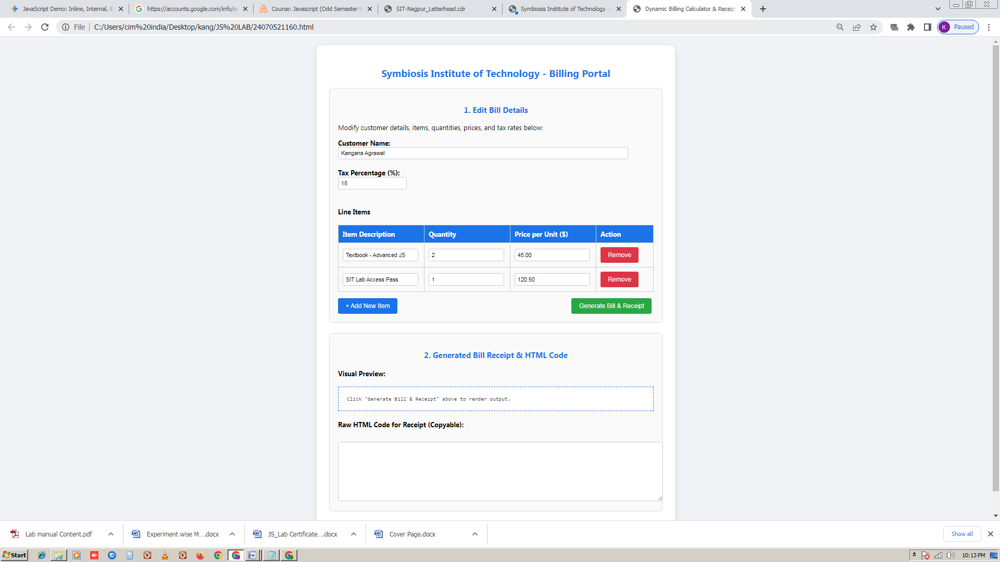 JavaScript Demo: Inline, Internal, E
https://accounts.google.com/info/se
Course: Javascript (Odd Semester-V
SIT-Nagpur_Letterhead.cdr
Symbiosis Institute of Technology -
Dynamic Billing Calculator & Receip
File
C:/Users/cim%20india/Desktop/kang/JS%20LAB/24070521160.html
K
Paused
Symbiosis Institute of Technology - Billing Portal
1. Edit Bill Details
Modify customer details, items, quantities, prices, and tax rates below:
Customer Name:
Kangana Agrawal
Tax Percentage (%):
18
Line Items
Item Description Quantity Price per Unit ($) Action
Textbook - Advanced JS 2 45.00 Remove
SIT Lab Access Pass 1 120.50 Remove
+ Add New Item
Generate Bill & Receipt
2. Generated Bill Receipt & HTML Code
Visual Preview:
Click "Generate Bill & Receipt" above to render output.
Raw HTML Code for Receipt (Copyable):
Lab manual Content.pdf
Experiment wise M....docx
JS_Lab Certificate....docx
Cover Page.docx
Show all
Start
10:13 PM